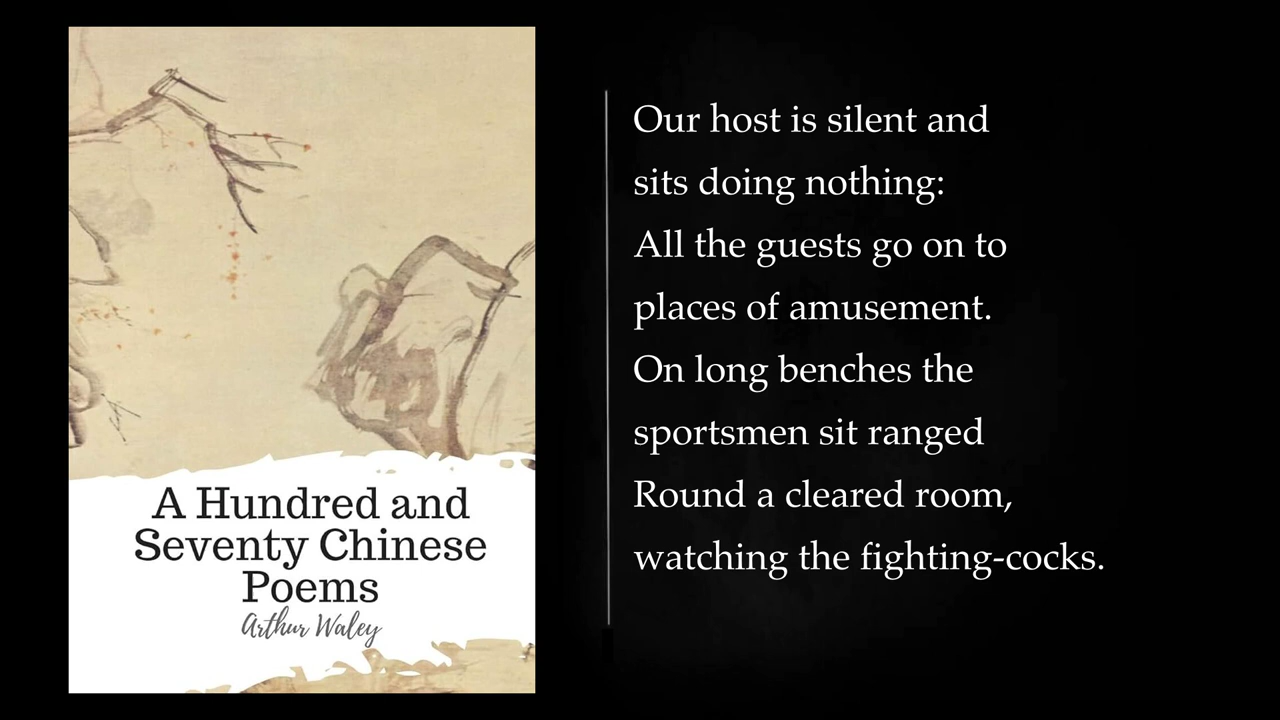 A Hundred and
Seventy Chinese
Poems
Arthur Waley
Our host is silent and
sits doing nothing:
All the guests go on to
places of amusement.
On long benches the
sportsmen sit ranged
Round a cleared room,
watching the fighting-cocks.